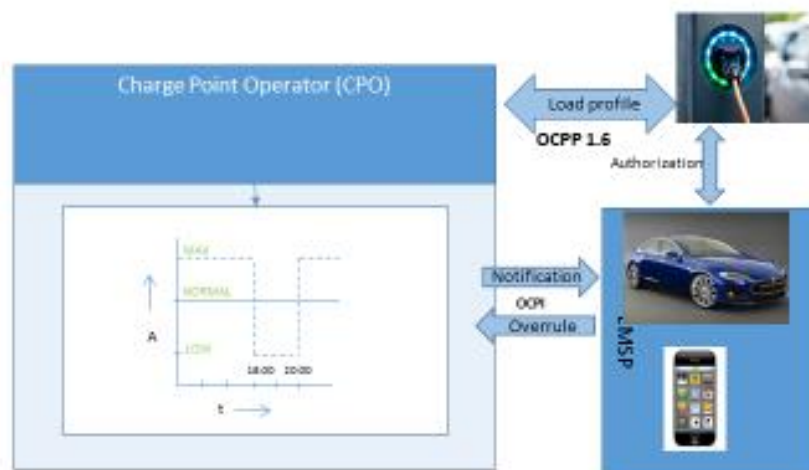 Charge Point Operator (CPO)
Load profile
OCPP 1.6
Authorization
MAX
NORMAL
LOW
A
18:00 20:00
t
Notification
OCPI
Overrule
EMSP